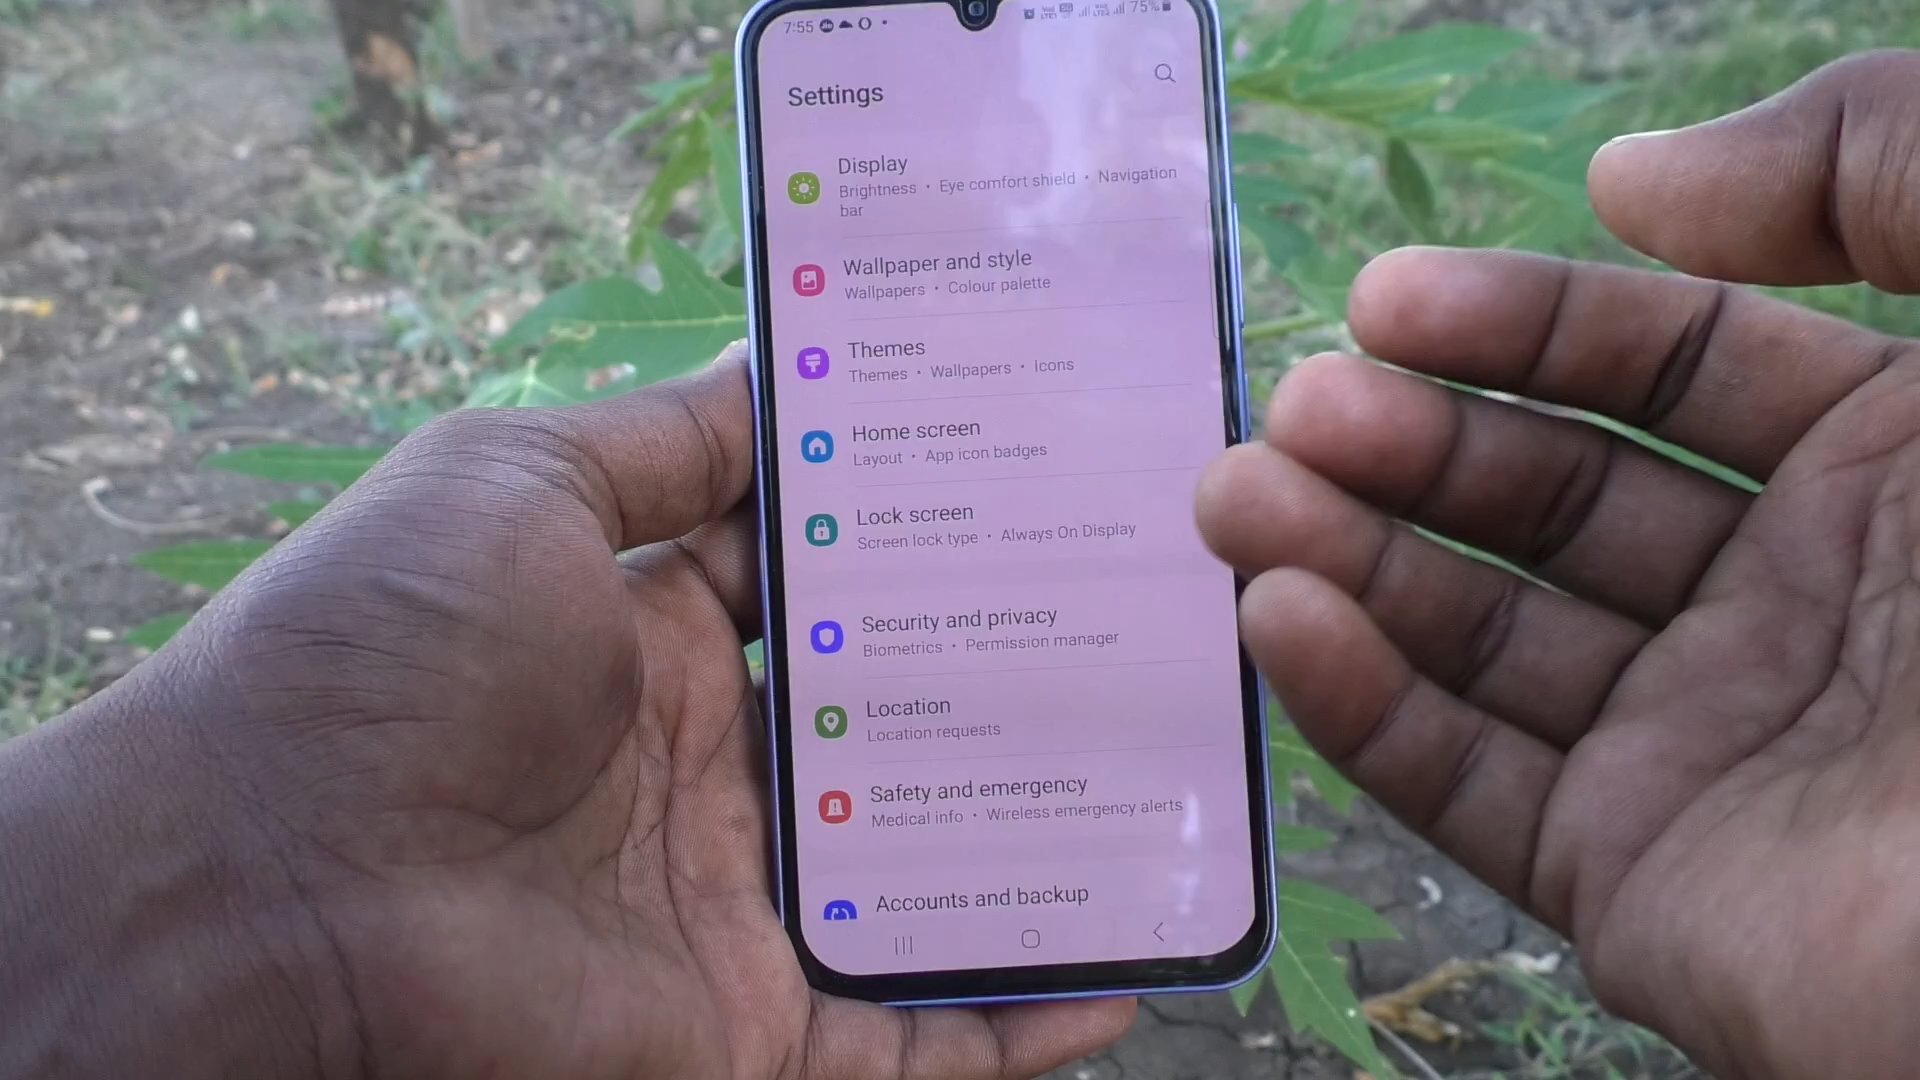 7:55
75%
Settings
Display
Brightness • Eye comfort shield • Navigation
bar
Wallpaper and style
Wallpapers • Colour palette
Themes
Themes • Wallpapers • Icons
Home screen
Layout • App icon badges
Lock screen
Screen lock type • Always On Display
Security and privacy
Biometrics • Permission manager
Location
Location requests
Safety and emergency
Medical info • Wireless emergency alerts
Accounts and backup